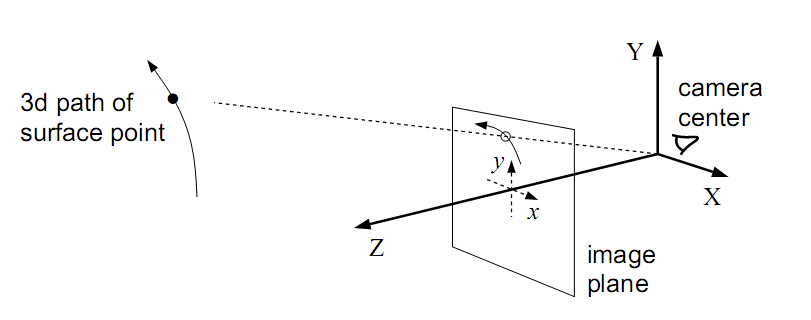 3d path of
surface point
Y
camera
center
X
y
x
Z
image
plane